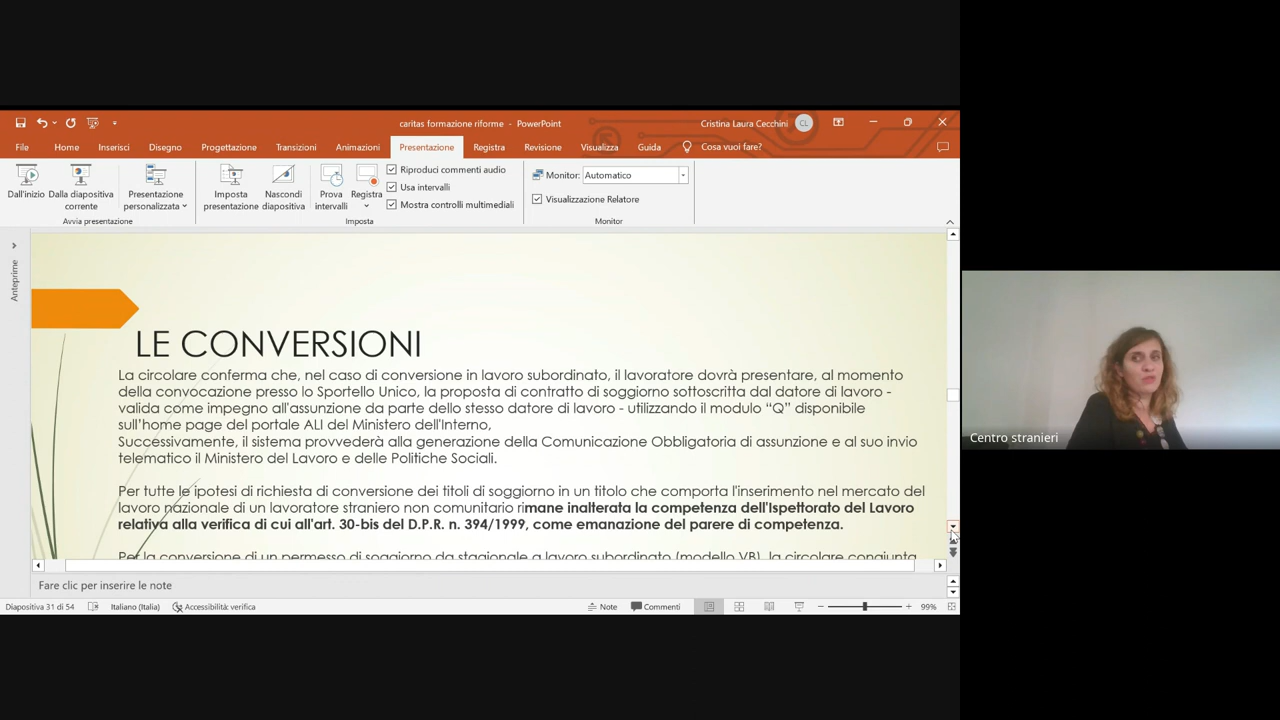 caritas formazione riforme - PowerPoint
Cristina Laura Cecchini CL
File Home Inserisci Disegno Progettazione Transizioni Animazioni Presentazione Registra Revisione Visualizza Guida Cosa vuoi fare?
Dall'inizio
Dalla diapositiva corrente
Presentazione personalizzata
Avvia presentazione
Imposta presentazione
Nascondi diapositiva
Prova intervalli
Registra
Riproduci commenti audio
Usa intervalli
Mostra controlli multimediali
Imposta
Monitor: Automatico
Visualizzazione Relatore
Monitor
Anteprime
LE CONVERSIONI
La circolare conferma che, nel caso di conversione in lavoro subordinato, il lavoratore dovrà presentare, al momento
della convocazione presso lo Sportello Unico, la proposta di contratto di soggiorno sottoscritta dal datore di lavoro -
valida come impegno all'assunzione da parte dello stesso datore di lavoro - utilizzando il modulo “Q” disponibile
sull'home page del portale ALI del Ministero dell'Interno,
Successivamente, il sistema provvederà alla generazione della Comunicazione Obbligatoria di assunzione e al suo invio
telematico il Ministero del Lavoro e delle Politiche Sociali.
Per tutte le ipotesi di richiesta di conversione dei titoli di soggiorno in un titolo che comporta l'inserimento nel mercato del
lavoro nazionale di un lavoratore straniero non comunitario rimane inalterata la competenza dell'Ispettorato del Lavoro
relativa alla verifica di cui all'art. 30-bis del D.P.R. n. 394/1999, come emanazione del parere di competenza.
Per la conversione di un permesso di soggiorno da stagionale a lavoro subordinato (modello VB), la circolare congiunta
Fare clic per inserire le note
Diapositiva 31 di 54 Italiano (Italia) Accessibilità: verifica Note Commenti 99%
Centro stranieri